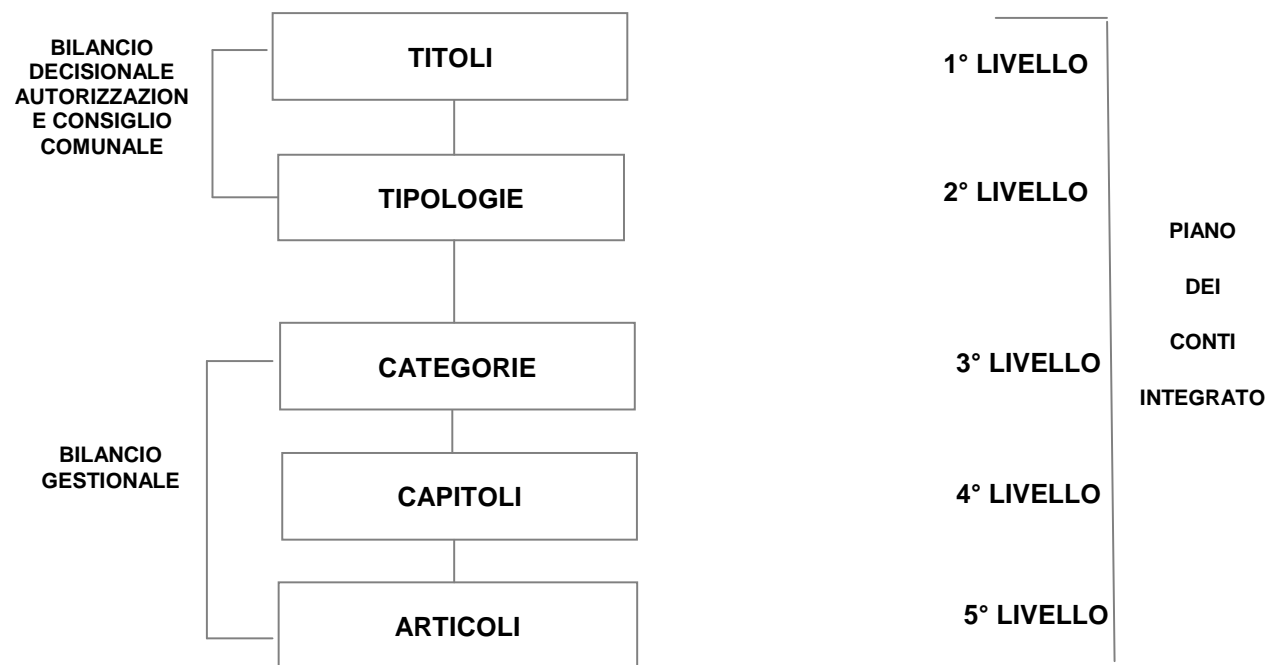 BILANCIO
DECISIONALE
AUTORIZZAZION
E CONSIGLIO
COMUNALE
TITOLI
1° LIVELLO
TIPOLOGIE
2° LIVELLO
PIANO
DEI
CONTI
INTEGRATO
CATEGORIE
3° LIVELLO
BILANCIO
GESTIONALE
CAPITOLI
4° LIVELLO
ARTICOLI
5° LIVELLO